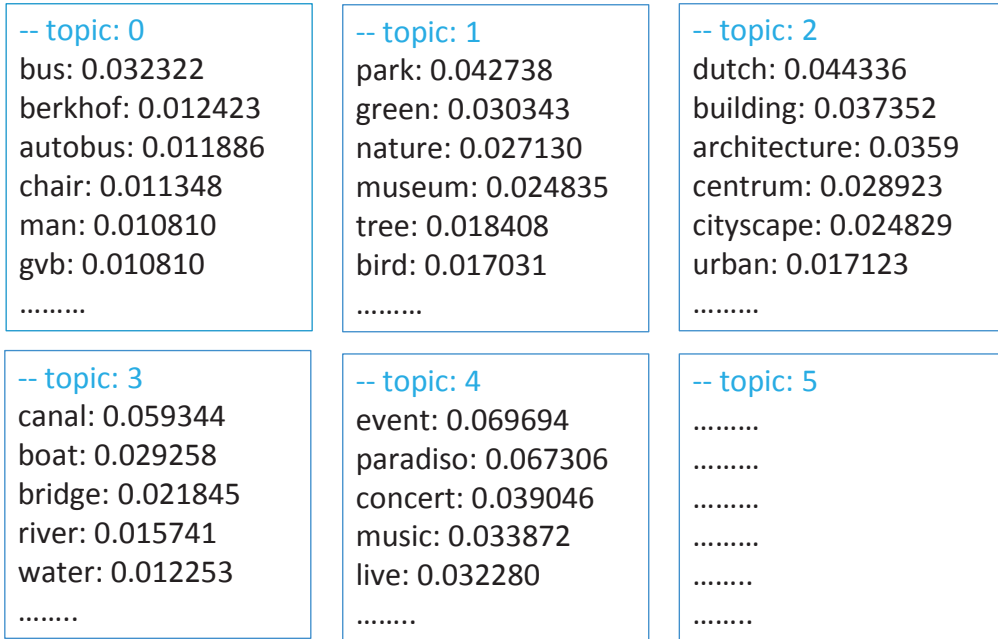 -- topic: 0
bus: 0.032322
berkhof: 0.012423
autobus: 0.011886
chair: 0.011348
man: 0.010810
gvb: 0.010810
.........
-- topic: 1
park: 0.042738
green: 0.030343
nature: 0.027130
museum: 0.024835
tree: 0.018408
bird: 0.017031
.........
-- topic: 2
dutch: 0.044336
building: 0.037352
architecture: 0.0359
centrum: 0.028923
cityscape: 0.024829
urban: 0.017123
.........
-- topic: 3
canal: 0.059344
boat: 0.029258
bridge: 0.021845
river: 0.015741
water: 0.012253
........
-- topic: 4
event: 0.069694
paradiso: 0.067306
concert: 0.039046
music: 0.033872
live: 0.032280
........
-- topic: 5
.........
.........
.........
.........
........
........